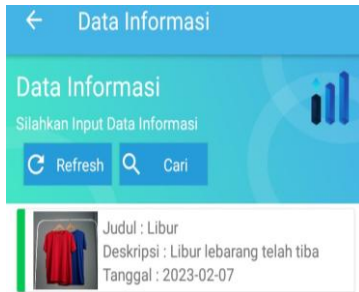 Data Informasi
Data Informasi
Silahkan Input Data Informasi
Refresh Cari
Judul : Libur
Deskripsi : Libur lebarang telah tiba
Tanggal : 2023-02-07